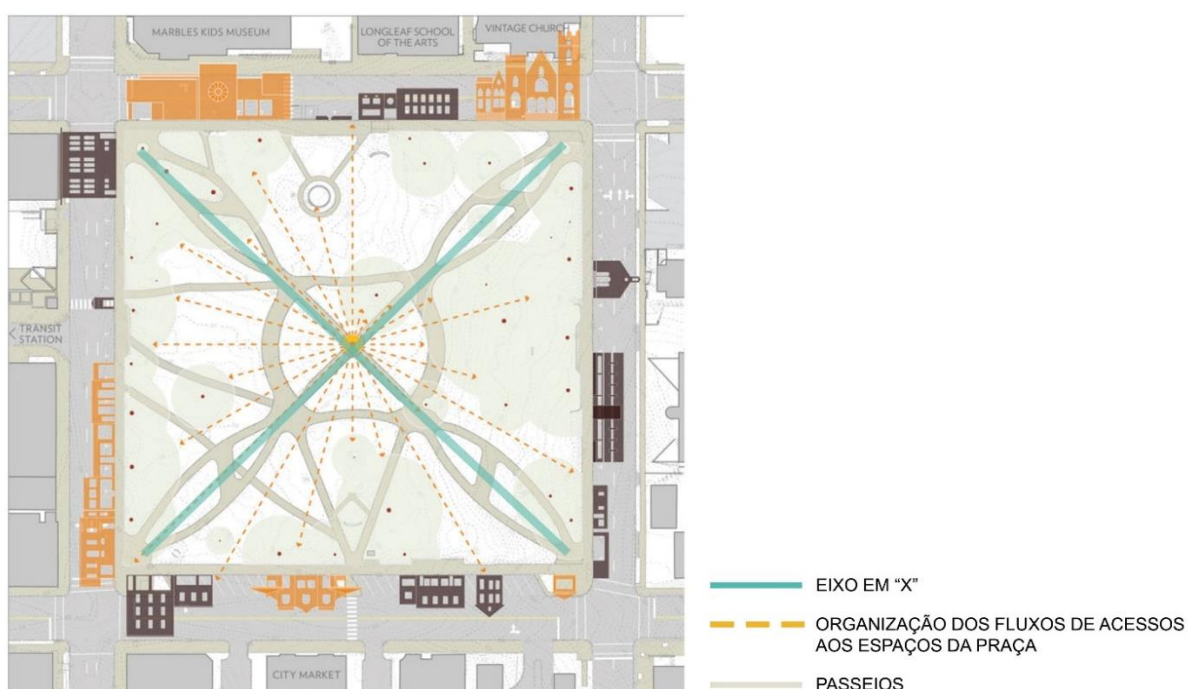 MARBLES KIDS MUSEUM
LONGLEAF SCHOOL
OF THE ARTS
VINTAGE CHURCH
TRANSIT
STATION
CITY MARKET
EIXO EM “X”
ORGANIZAÇÃO DOS FLUXOS DE ACESSOS
AOS ESPAÇOS DA PRAÇA
PASSEIOS